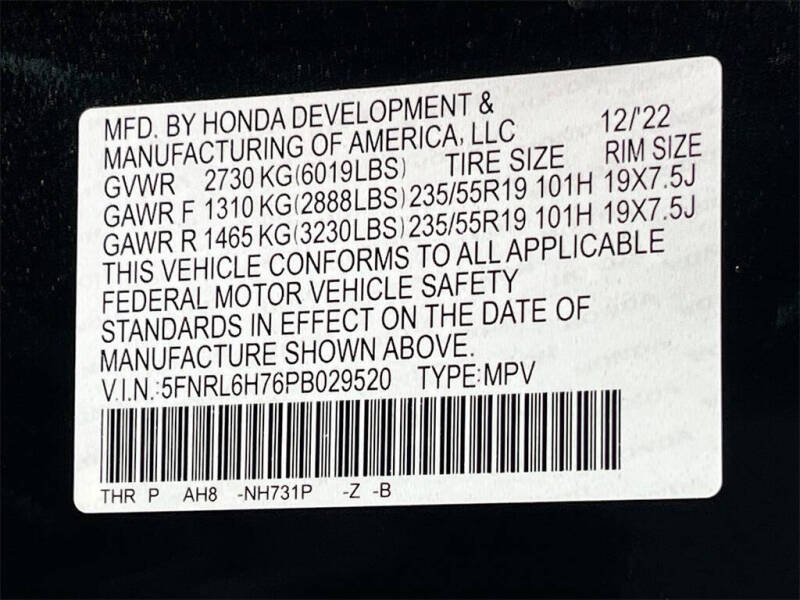 MFD. BY HONDA DEVELOPMENT &
MANUFACTURING OF AMERICA, LLC 12/'22
GVWR 2730 KG(6019LBS) TIRE SIZE RIM SIZE
GAWR F 1310 KG(2888LBS) 235/55R19 101H 19X7.5J
GAWR R 1465 KG(3230LBS) 235/55R19 101H 19X7.5J
THIS VEHICLE CONFORMS TO ALL APPLICABLE
FEDERAL MOTOR VEHICLE SAFETY
STANDARDS IN EFFECT ON THE DATE OF
MANUFACTURE SHOWN ABOVE.
V.I.N.:5FNRL6H76PB029520 TYPE:MPV
THR P AH8 -NH731P -Z -B